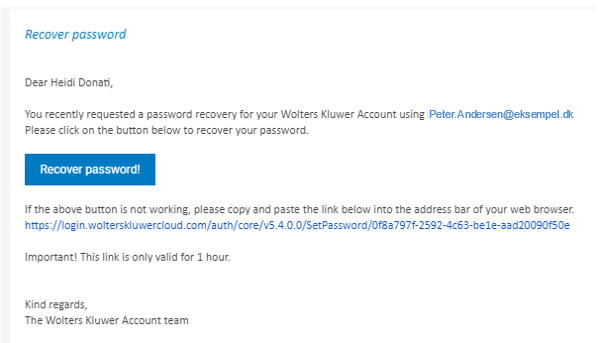 Recover password
Dear Heidi Donati,
You recently requested a password recovery for your Wolters Kluwer Account using Peter.Andersen@eksempel.dk
Please click on the button below to recover your password.
Recover password!
If the above button is not working, please copy and paste the link below into the address bar of your web browser.
https://login.wolterskluwercloud.com/auth/core/v5.4.0.0/SetPassword/0f8a797f-2592-4c63-be1e-aad20090f50e
Important! This link is only valid for 1 hour.
Kind regards,
The Wolters Kluwer Account team